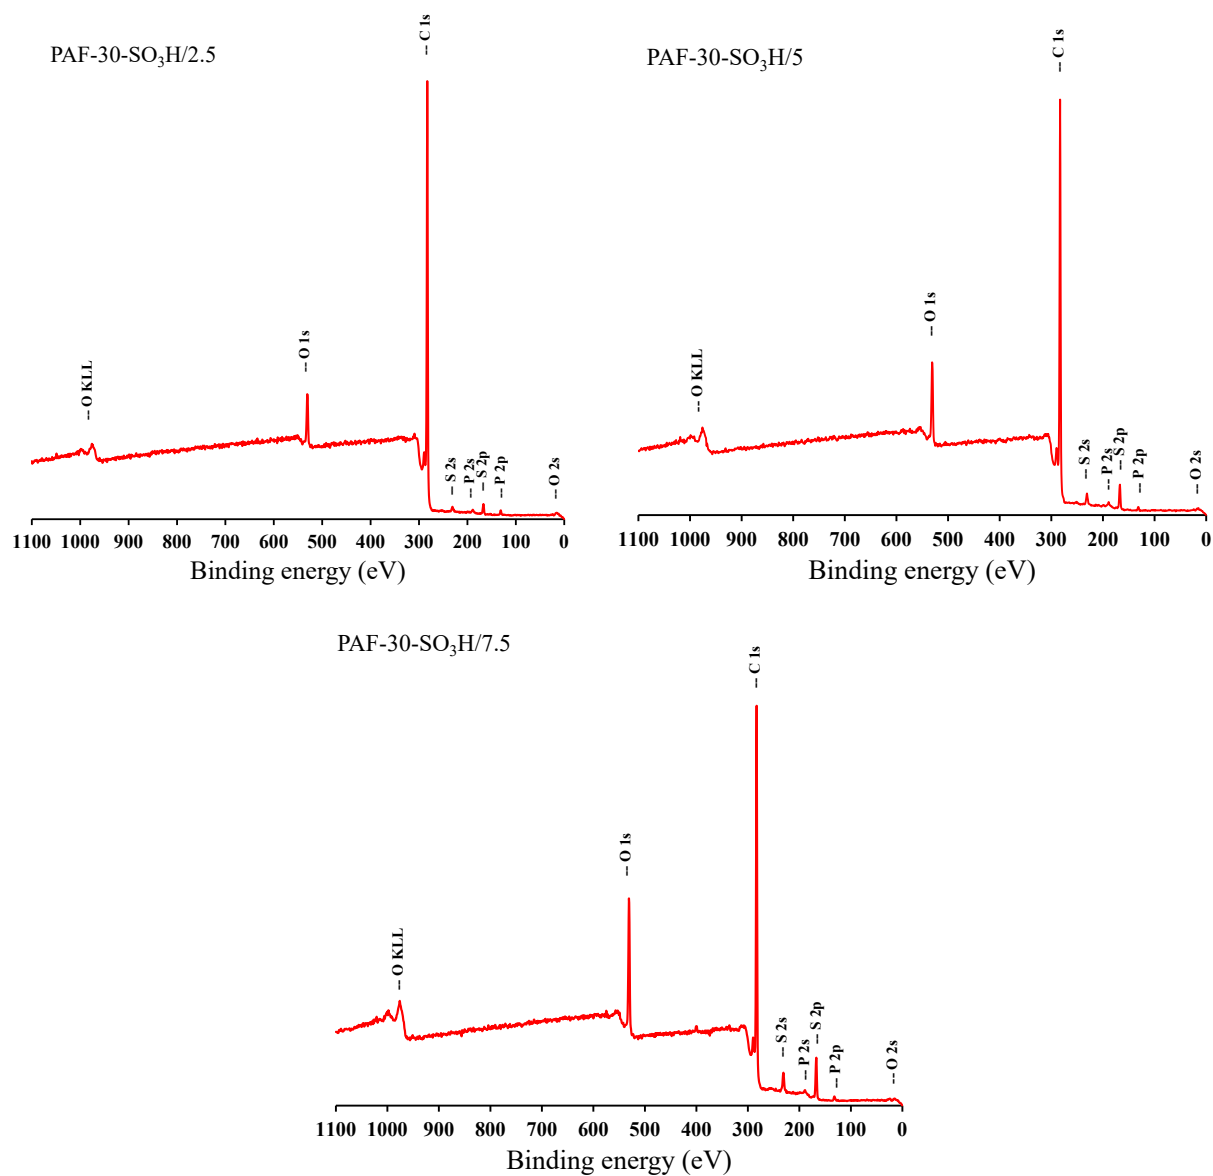 PAF-30-SO₃H/2.5
-- C 1s
-- O 1s
-- O KLL
-- S 2s
-- P 2s
-- S 2p
-- P 2p
-- O 2s
1100 1000 900 800 700 600 500 400 300 200 100 0
Binding energy (eV)
PAF-30-SO₃H/5
-- C 1s
-- O 1s
-- O KLL
-- S 2s
-- P 2s
-- S 2p
-- P 2p
-- O 2s
1100 1000 900 800 700 600 500 400 300 200 100 0
Binding energy (eV)
PAF-30-SO₃H/7.5
-- C 1s
-- O 1s
-- O KLL
-- S 2s
-- P 2s
-- S 2p
-- P 2p
-- O 2s
1100 1000 900 800 700 600 500 400 300 200 100 0
Binding energy (eV)